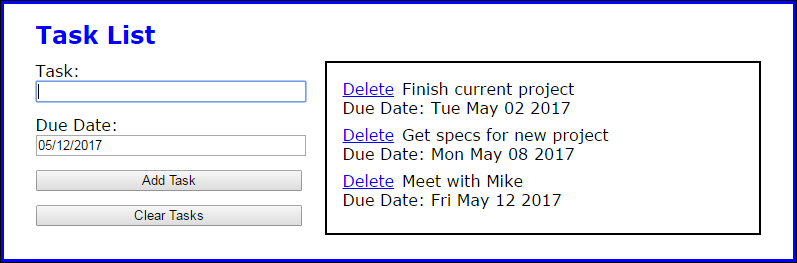 Task List
Task:
Due Date:
05/12/2017
Add Task
Clear Tasks
Delete Finish current project
Due Date: Tue May 02 2017
Delete Get specs for new project
Due Date: Mon May 08 2017
Delete Meet with Mike
Due Date: Fri May 12 2017